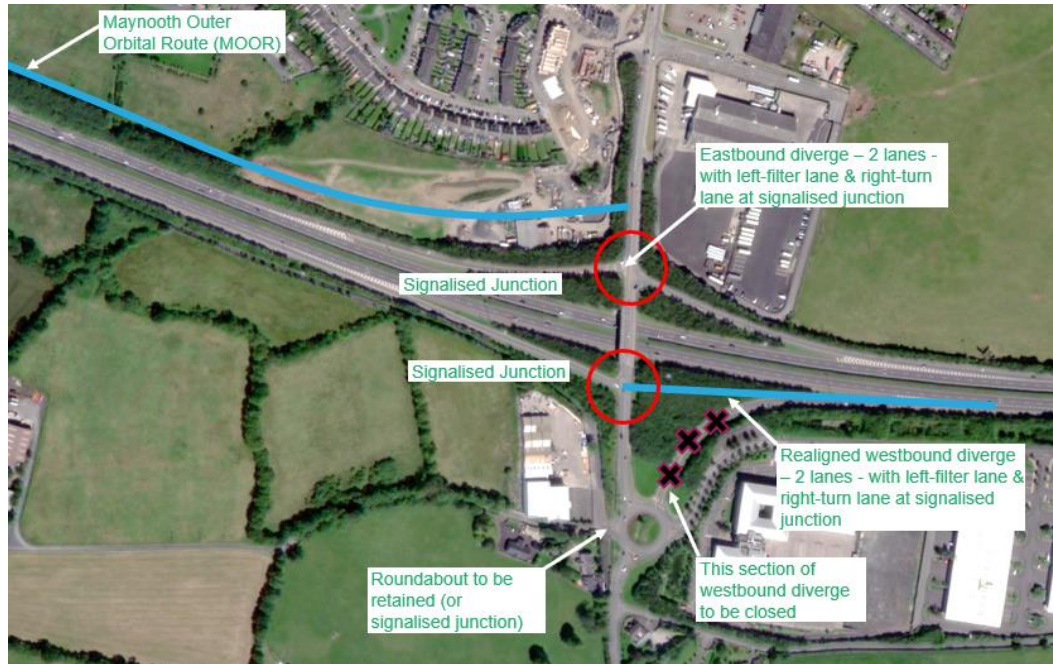 Maynooth Outer
Orbital Route (MOOR)
Eastbound diverge – 2 lanes -
with left-filter lane & right-turn
lane at signalised junction
Signalised Junction
Signalised Junction
Realigned westbound diverge
– 2 lanes - with left-filter lane &
right-turn lane at signalised
junction
Roundabout to be
retained (or
signalised junction)
This section of
westbound diverge
to be closed